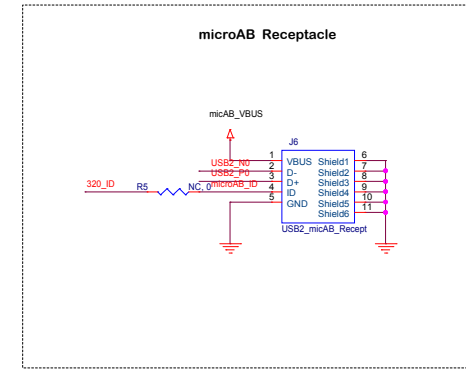 microAB Receptacle
micAB_VBUS
J6
1 VBUS Shield1 6
USB2_N0 2 D- Shield2 7
USB2_P0 3 D+ Shield3 8
320_ID R5 NC, 0 microAB_ID 4 ID Shield4 9
5 GND Shield5 10
Shield6 11
USB2_micAB_Recept